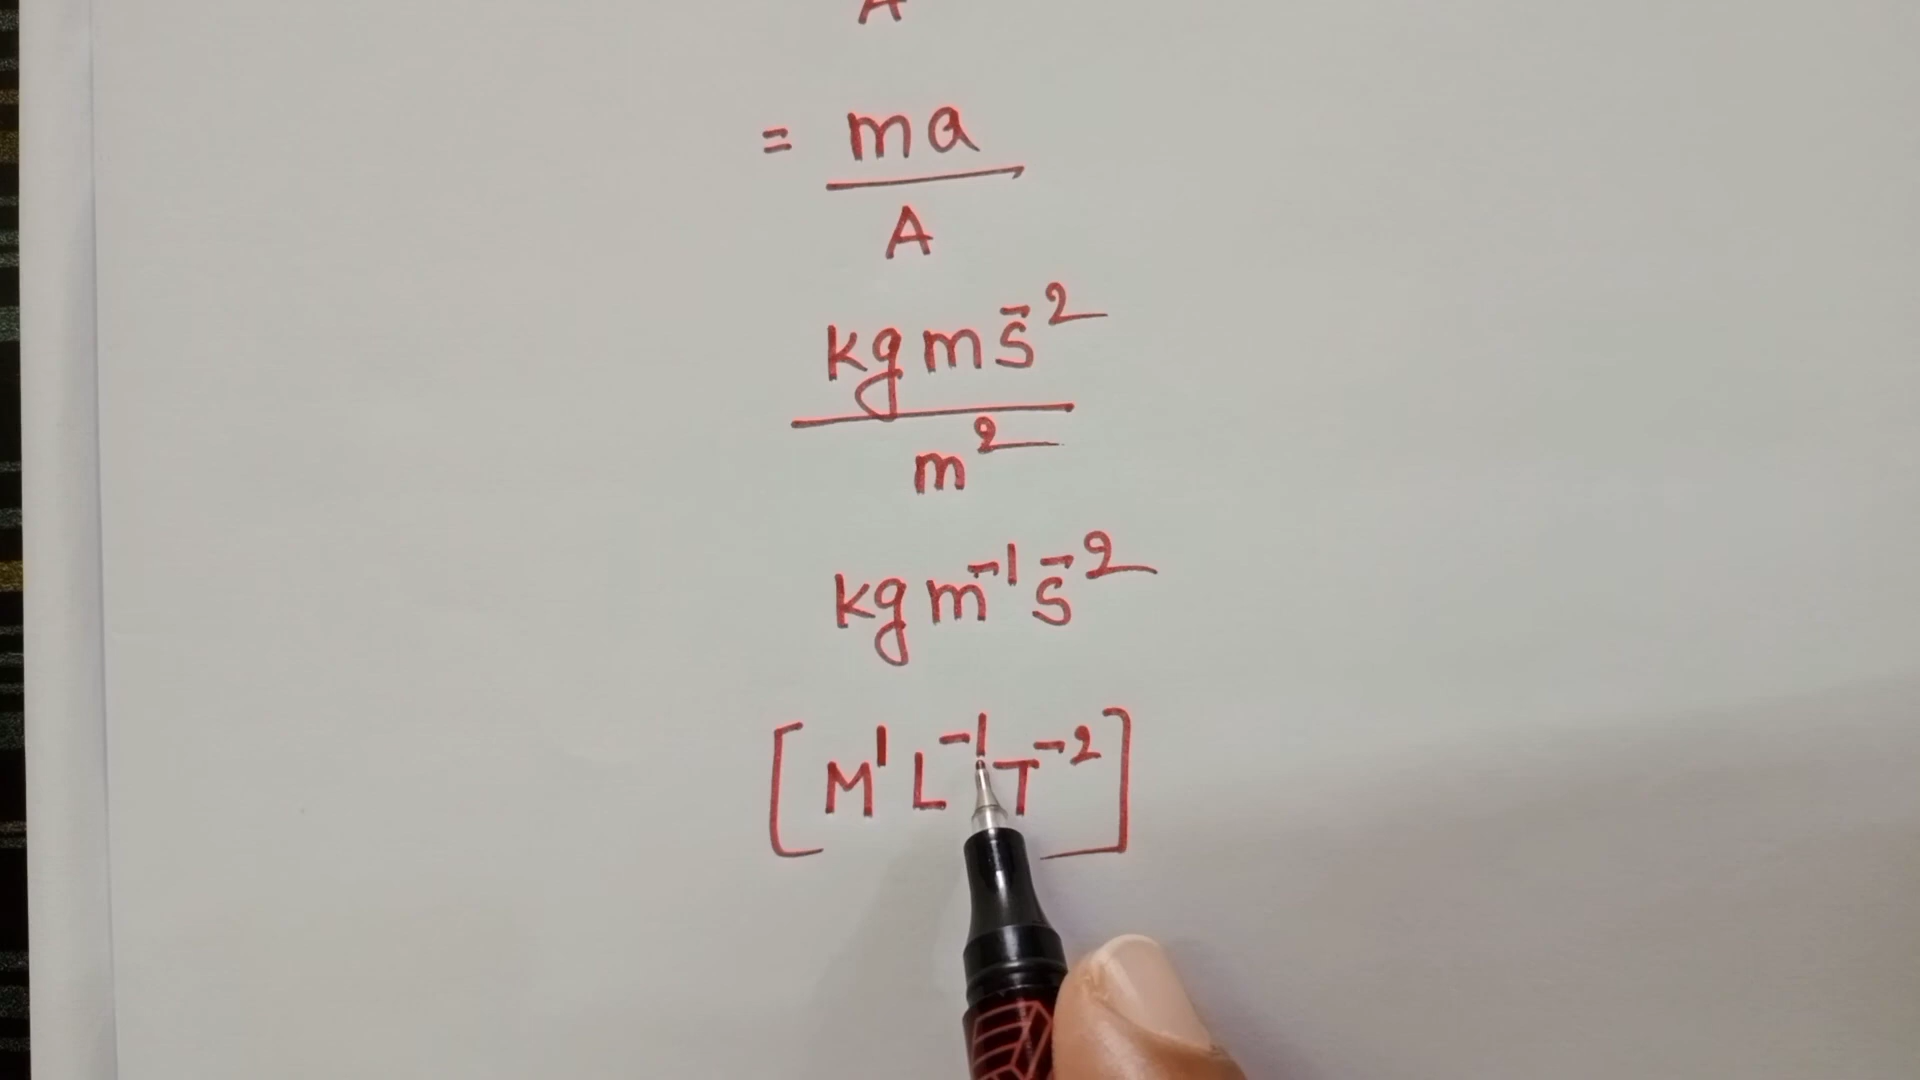 A
= ma
A
kg m s⁻²
m²
kg m⁻¹ s⁻²
[M¹ L⁻¹ T⁻²]